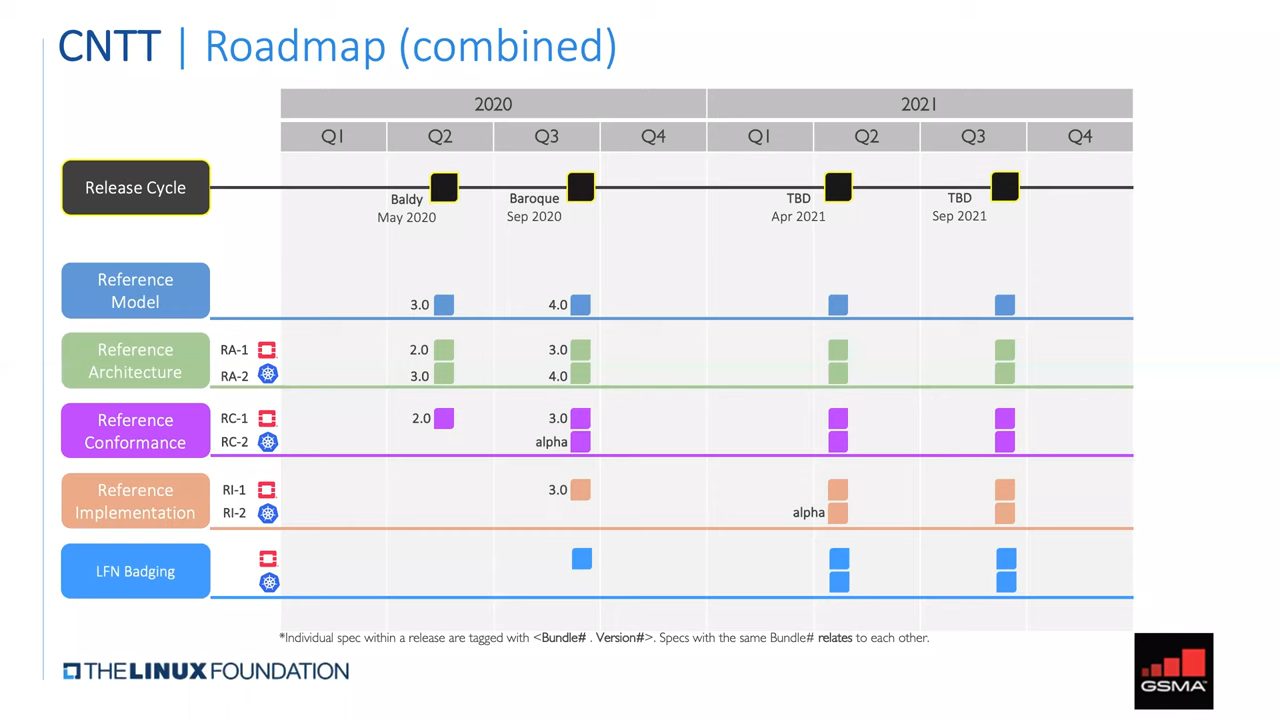 CNTT | Roadmap (combined)
2020 2021
Q1 Q2 Q3 Q4 Q1 Q2 Q3 Q4
Release Cycle
Baldy Baroque TBD TBD
May 2020 Sep 2020 Apr 2021 Sep 2021
Reference
Model
3.0 4.0
Reference
Architecture
RA-1 2.0 3.0
RA-2 3.0 4.0
Reference
Conformance
RC-1 2.0 3.0
RC-2 alpha
Reference
Implementation
RI-1 3.0
RI-2 alpha
LFN Badging
*Individual spec within a release are tagged with <Bundle# . Version#>. Specs with the same Bundle# relates to each other.
THE LINUX FOUNDATION
GSMA™